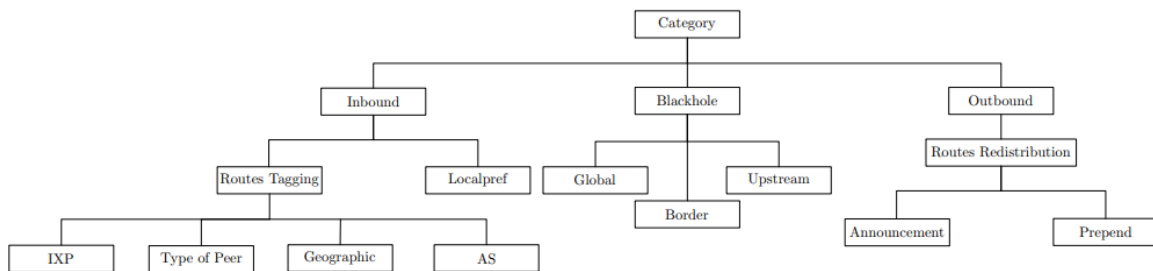 Category
Inbound
Blackhole
Outbound
Routes Redistribution
Routes Tagging
Localpref
Global
Upstream
Border
Announcement
Prepend
IXP
Type of Peer
Geographic
AS